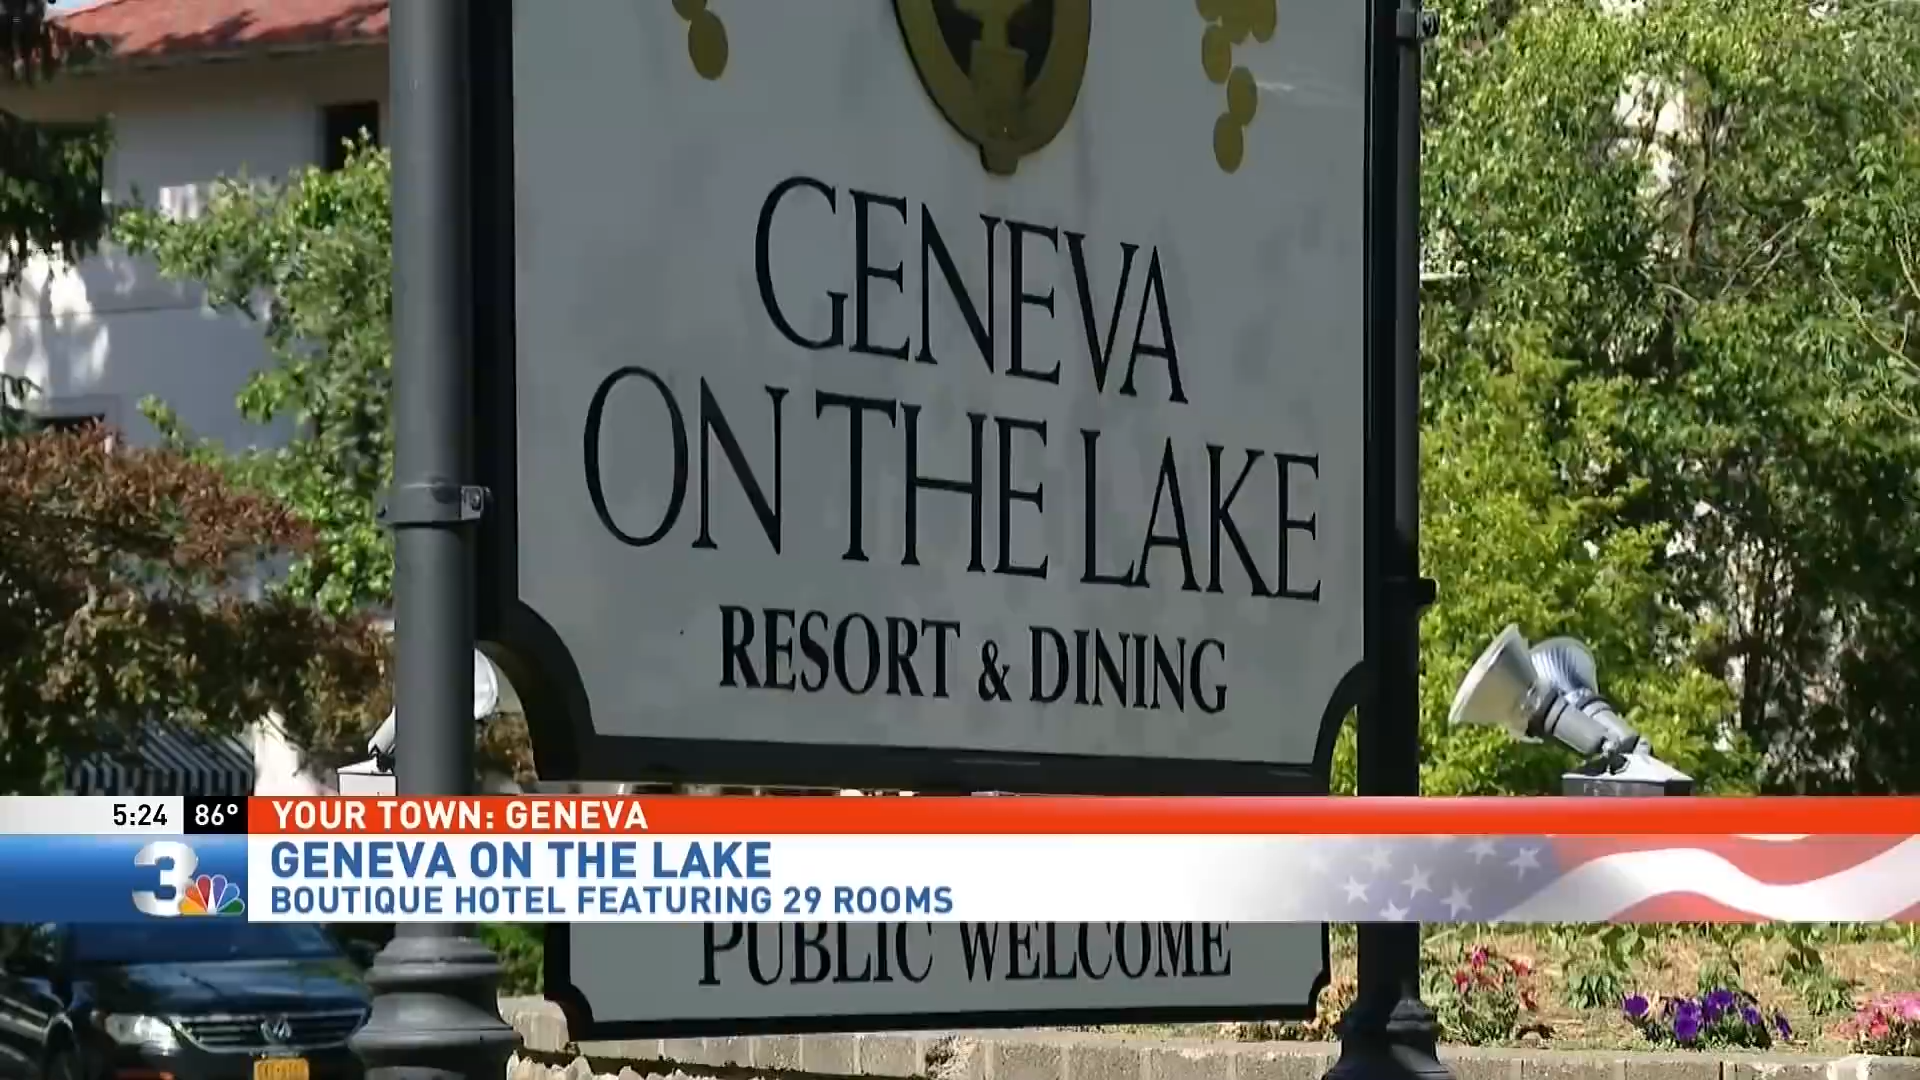 GENEVA
ON THE LAKE
RESORT & DINING
5:24 86° YOUR TOWN: GENEVA
3 GENEVA ON THE LAKE
BOUTIQUE HOTEL FEATURING 29 ROOMS
PUBLIC WELCOME